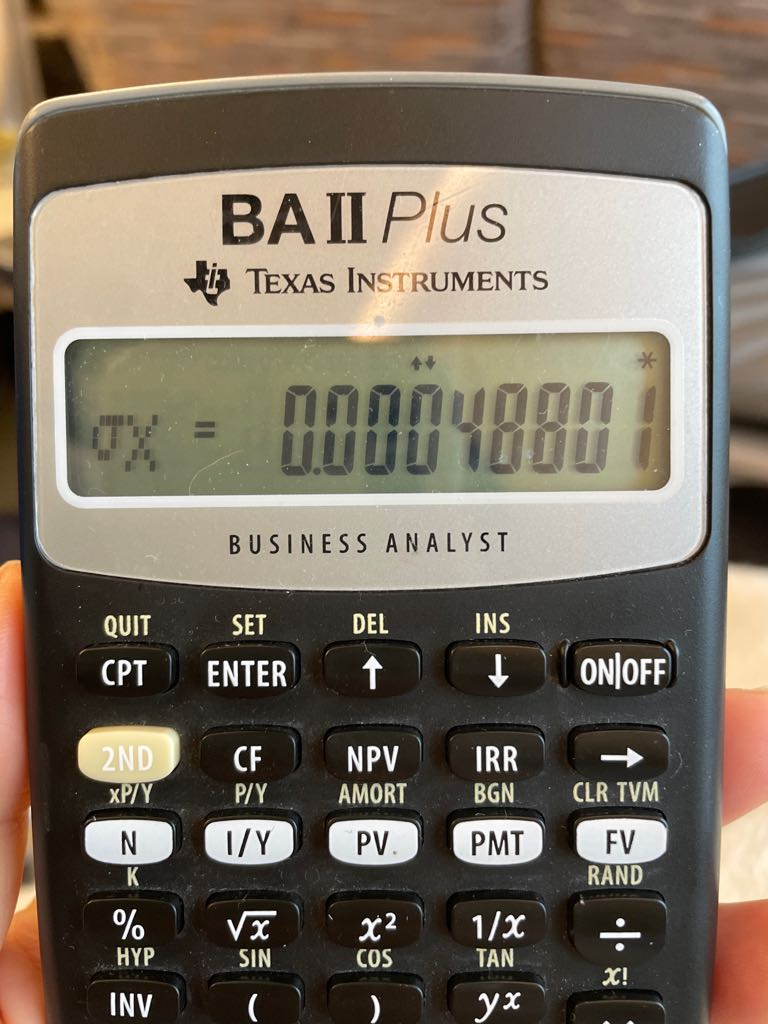 BA II Plus
TEXAS INSTRUMENTS
*
σx = 0.00048801
BUSINESS ANALYST
QUIT SET DEL INS
CPT ENTER ↑ ↓ ON|OFF
2ND CF NPV IRR →
xP/Y P/Y AMORT BGN CLR TVM
N I/Y PV PMT FV
K RAND
% √x x² 1/x ÷
HYP SIN COS TAN x!
INV ( ) yˣ